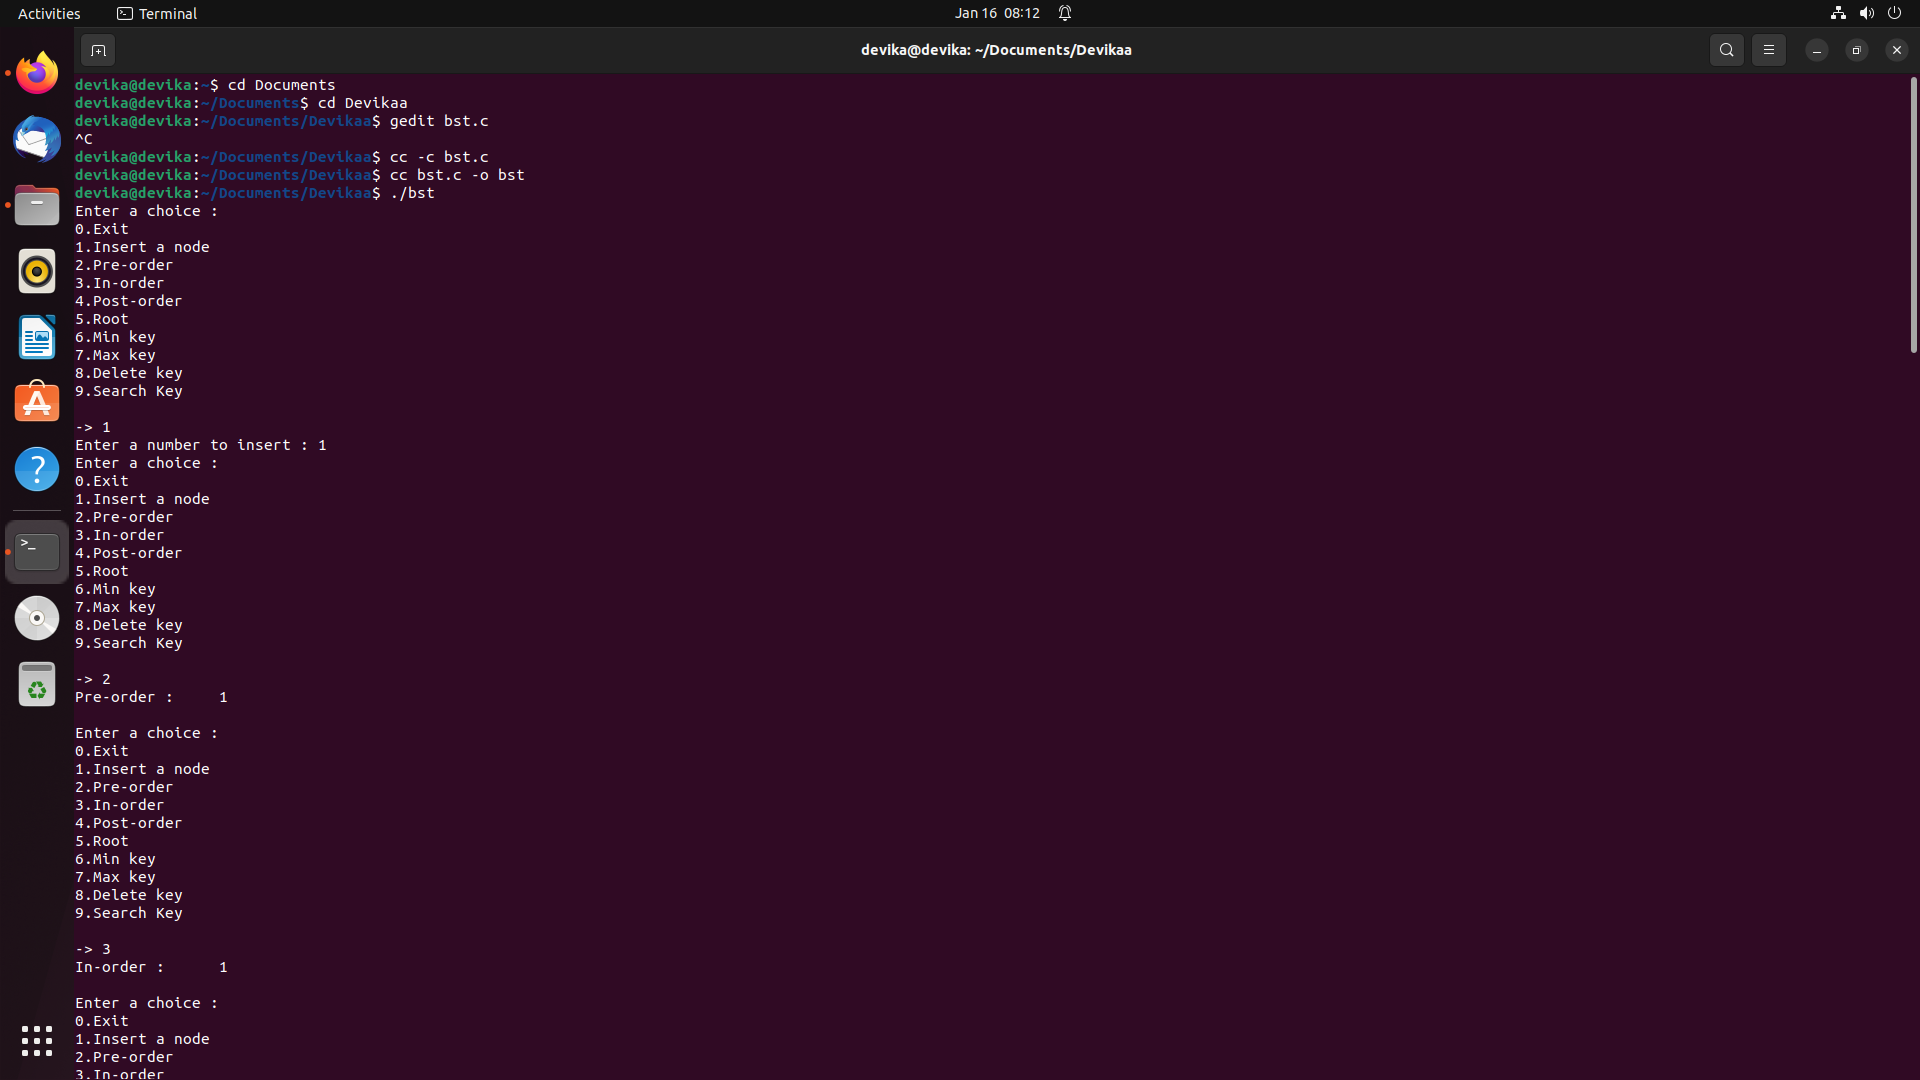 Activities
Terminal
Jan 16 08:12
devika@devika: ~/Documents/Devikaa
devika@devika:~$ cd Documents
devika@devika:~/Documents$ cd Devikaa
devika@devika:~/Documents/Devikaa$ gedit bst.c
^C
devika@devika:~/Documents/Devikaa$ cc -c bst.c
devika@devika:~/Documents/Devikaa$ cc bst.c -o bst
devika@devika:~/Documents/Devikaa$ ./bst
Enter a choice :
0.Exit
1.Insert a node
2.Pre-order
3.In-order
4.Post-order
5.Root
6.Min key
7.Max key
8.Delete key
9.Search Key
-> 1
Enter a number to insert : 1
Enter a choice :
0.Exit
1.Insert a node
2.Pre-order
3.In-order
4.Post-order
5.Root
6.Min key
7.Max key
8.Delete key
9.Search Key
-> 2
Pre-order : 1
Enter a choice :
0.Exit
1.Insert a node
2.Pre-order
3.In-order
4.Post-order
5.Root
6.Min key
7.Max key
8.Delete key
9.Search Key
-> 3
In-order : 1
Enter a choice :
0.Exit
1.Insert a node
2.Pre-order
3.In-order